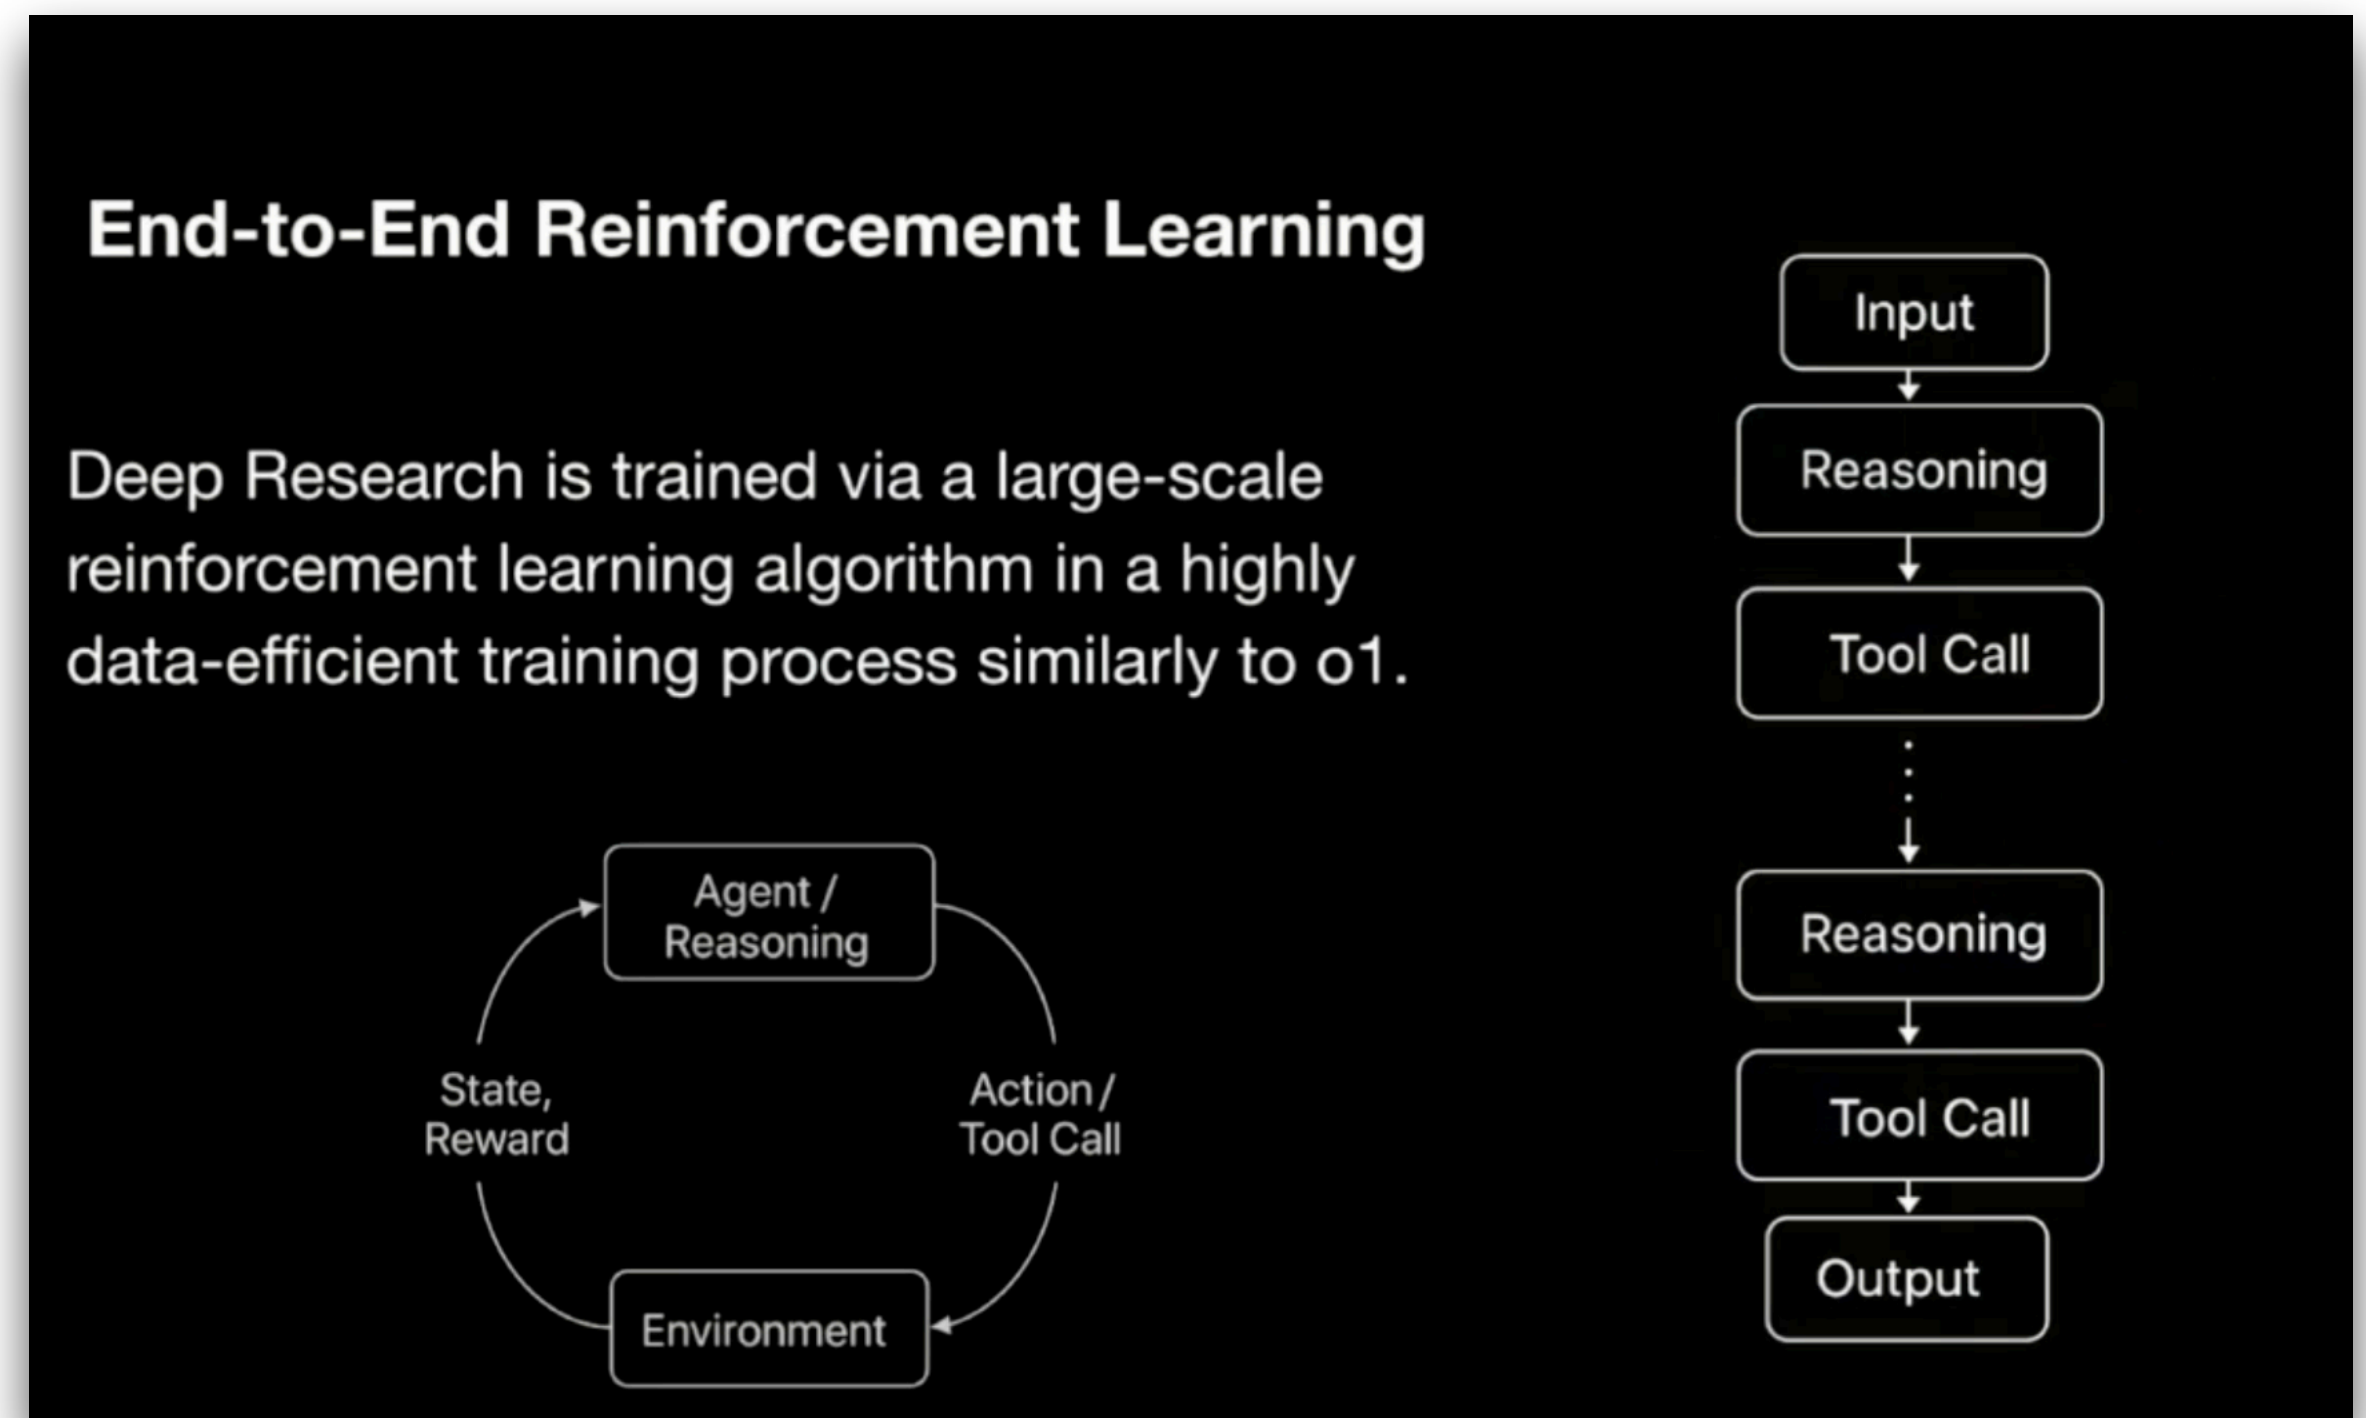 End-to-End Reinforcement Learning
Deep Research is trained via a large-scale
reinforcement learning algorithm in a highly
data-efficient training process similarly to o1.
Agent /
Reasoning
State,
Reward
Action /
Tool Call
Environment
Input
Reasoning
Tool Call
Reasoning
Tool Call
Output